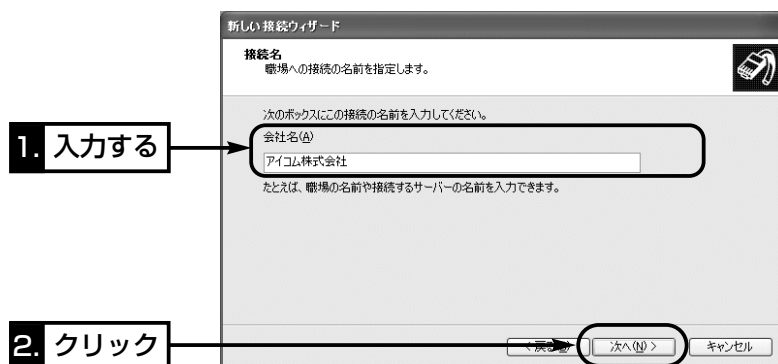 新しい接続ウィザード
接続名
職場への接続の名前を指定します。
次のボックスにこの接続の名前を入力してください。
会社名(A)
1. 入力する
アイコム株式会社
たとえば、職場の名前や接続するサーバーの名前を入力できます。
2. クリック
次へ(N) >
キャンセル